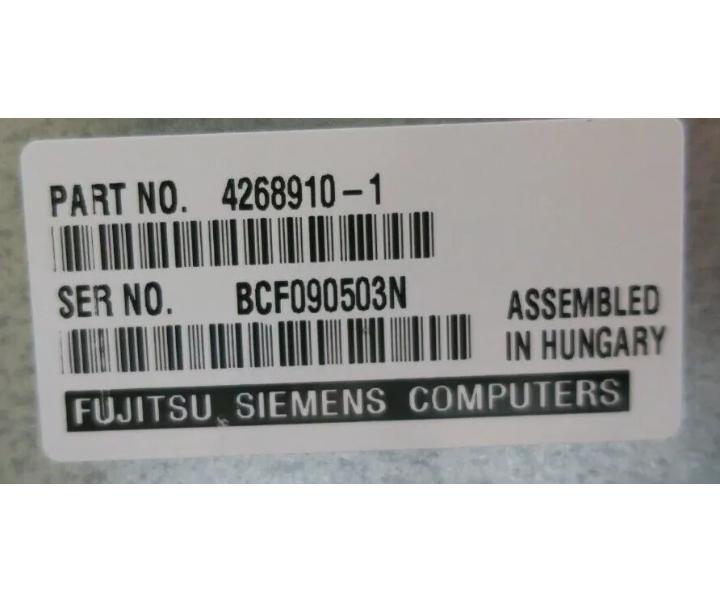 PART NO. 4268910-1
SER NO. BCF090503N
ASSEMBLED
IN HUNGARY
FUJITSU SIEMENS COMPUTERS